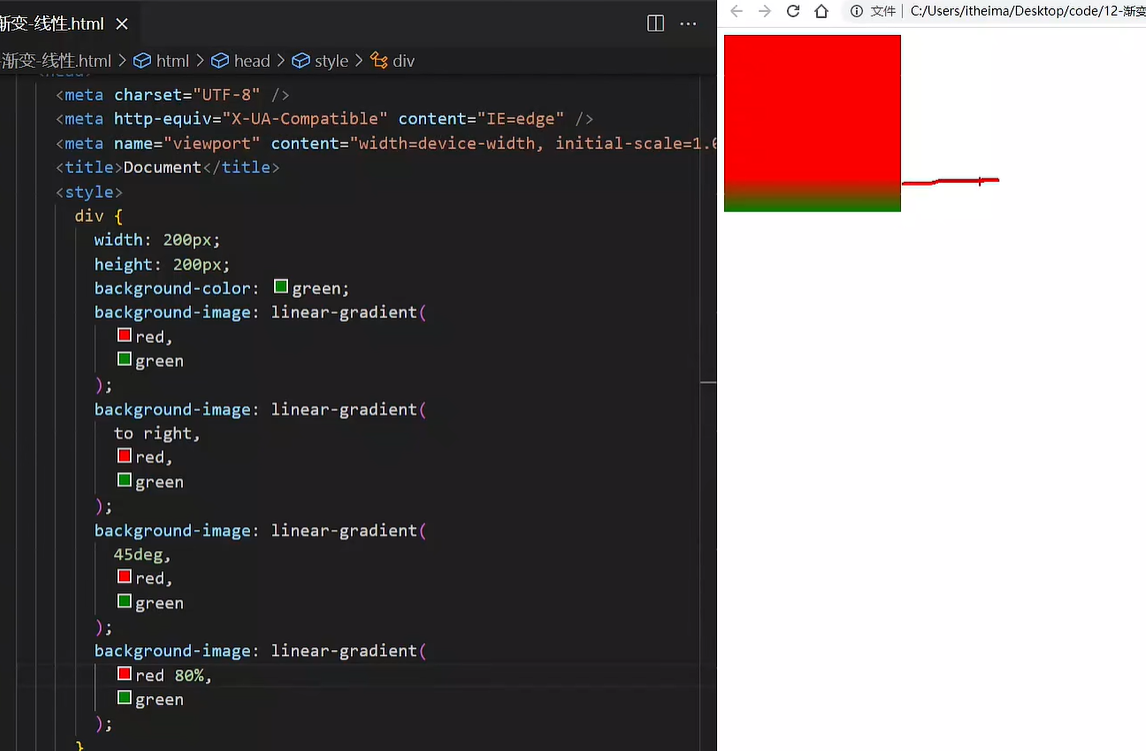 渐变-线性.html
文件 C:/Users/itheima/Desktop/code/12-渐变
渐变-线性.html > html > head > style > div
<meta charset="UTF-8" />
<meta http-equiv="X-UA-Compatible" content="IE=edge" />
<meta name="viewport" content="width=device-width, initial-scale=1.0
<title>Document</title>
<style>
div {
width: 200px;
height: 200px;
background-color: green;
background-image: linear-gradient(
red,
green
);
background-image: linear-gradient(
to right,
red,
green
);
background-image: linear-gradient(
45deg,
red,
green
);
background-image: linear-gradient(
red 80%,
green
);
}